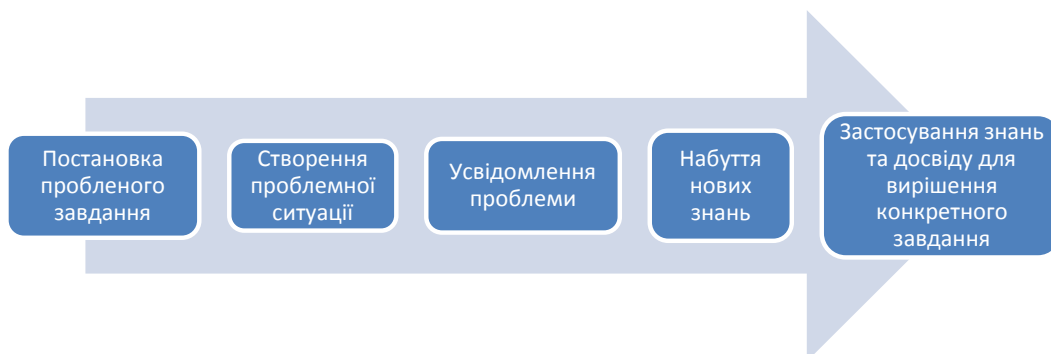 Постановка
пробленого
завдання
Створення
проблемної
ситуації
Усвідомлення
проблеми
Набуття
нових
знань
Застосування знань
та досвіду для
вирішення
конкретного
завдання